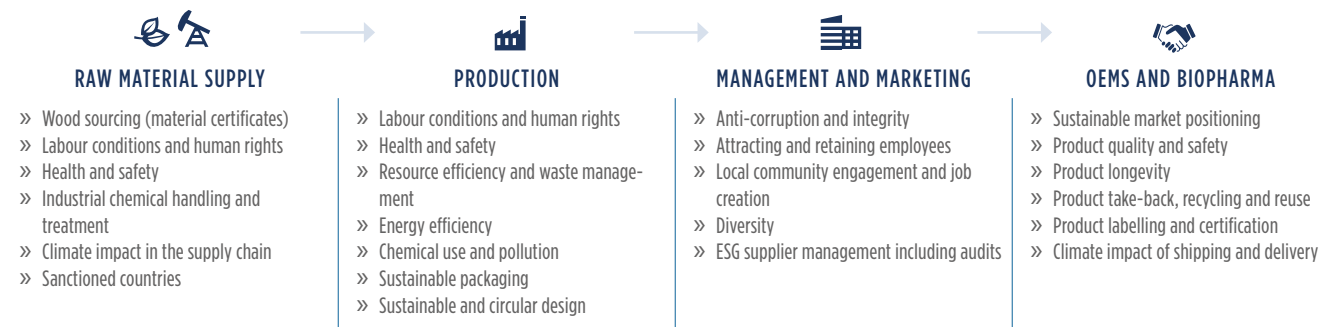 RAW MATERIAL SUPPLY
» Wood sourcing (material certificates)
» Labour conditions and human rights
» Health and safety
» Industrial chemical handling and
treatment
» Climate impact in the supply chain
» Sanctioned countries
PRODUCTION
» Labour conditions and human rights
» Health and safety
» Resource efficiency and waste manage-
ment
» Energy efficiency
» Chemical use and pollution
» Sustainable packaging
» Sustainable and circular design
MANAGEMENT AND MARKETING
» Anti-corruption and integrity
» Attracting and retaining employees
» Local community engagement and job
creation
» Diversity
» ESG supplier management including audits
OEMS AND BIOPHARMA
» Sustainable market positioning
» Product quality and safety
» Product longevity
» Product take-back, recycling and reuse
» Product labelling and certification
» Climate impact of shipping and delivery